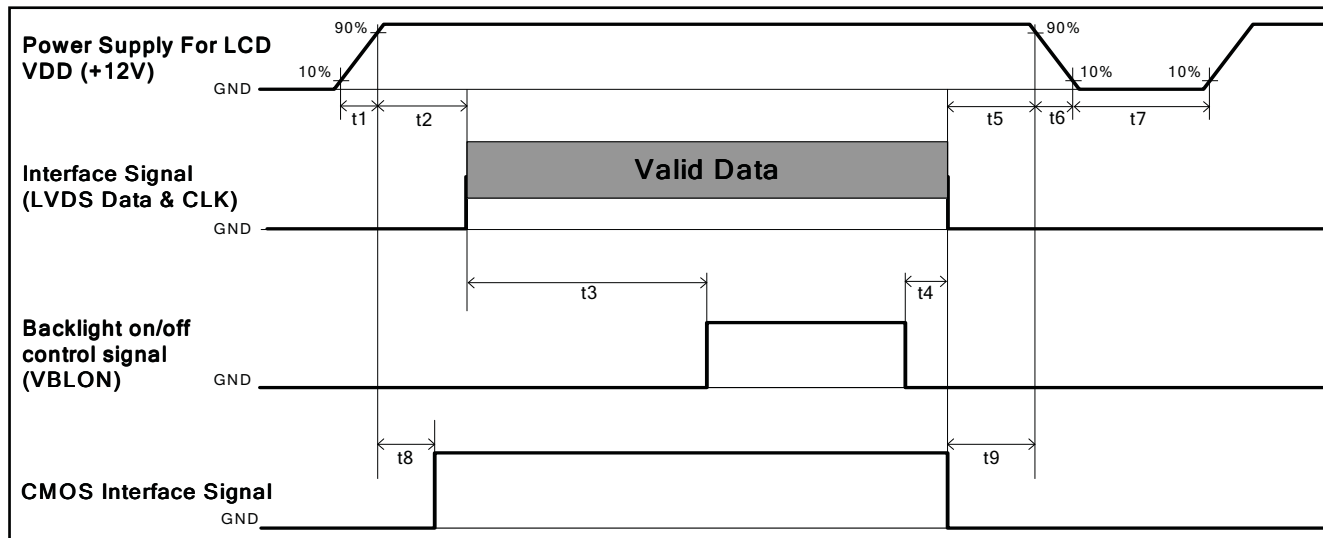 90%
90%
Power Supply For LCD
VDD (+12V)
10%
10%
10%
GND
t1
t2
t5
t6
t7
Valid Data
Interface Signal
(LVDS Data & CLK)
GND
t3
t4
Backlight on/off
control signal
(VBLON)
GND
t8
t9
CMOS Interface Signal
GND